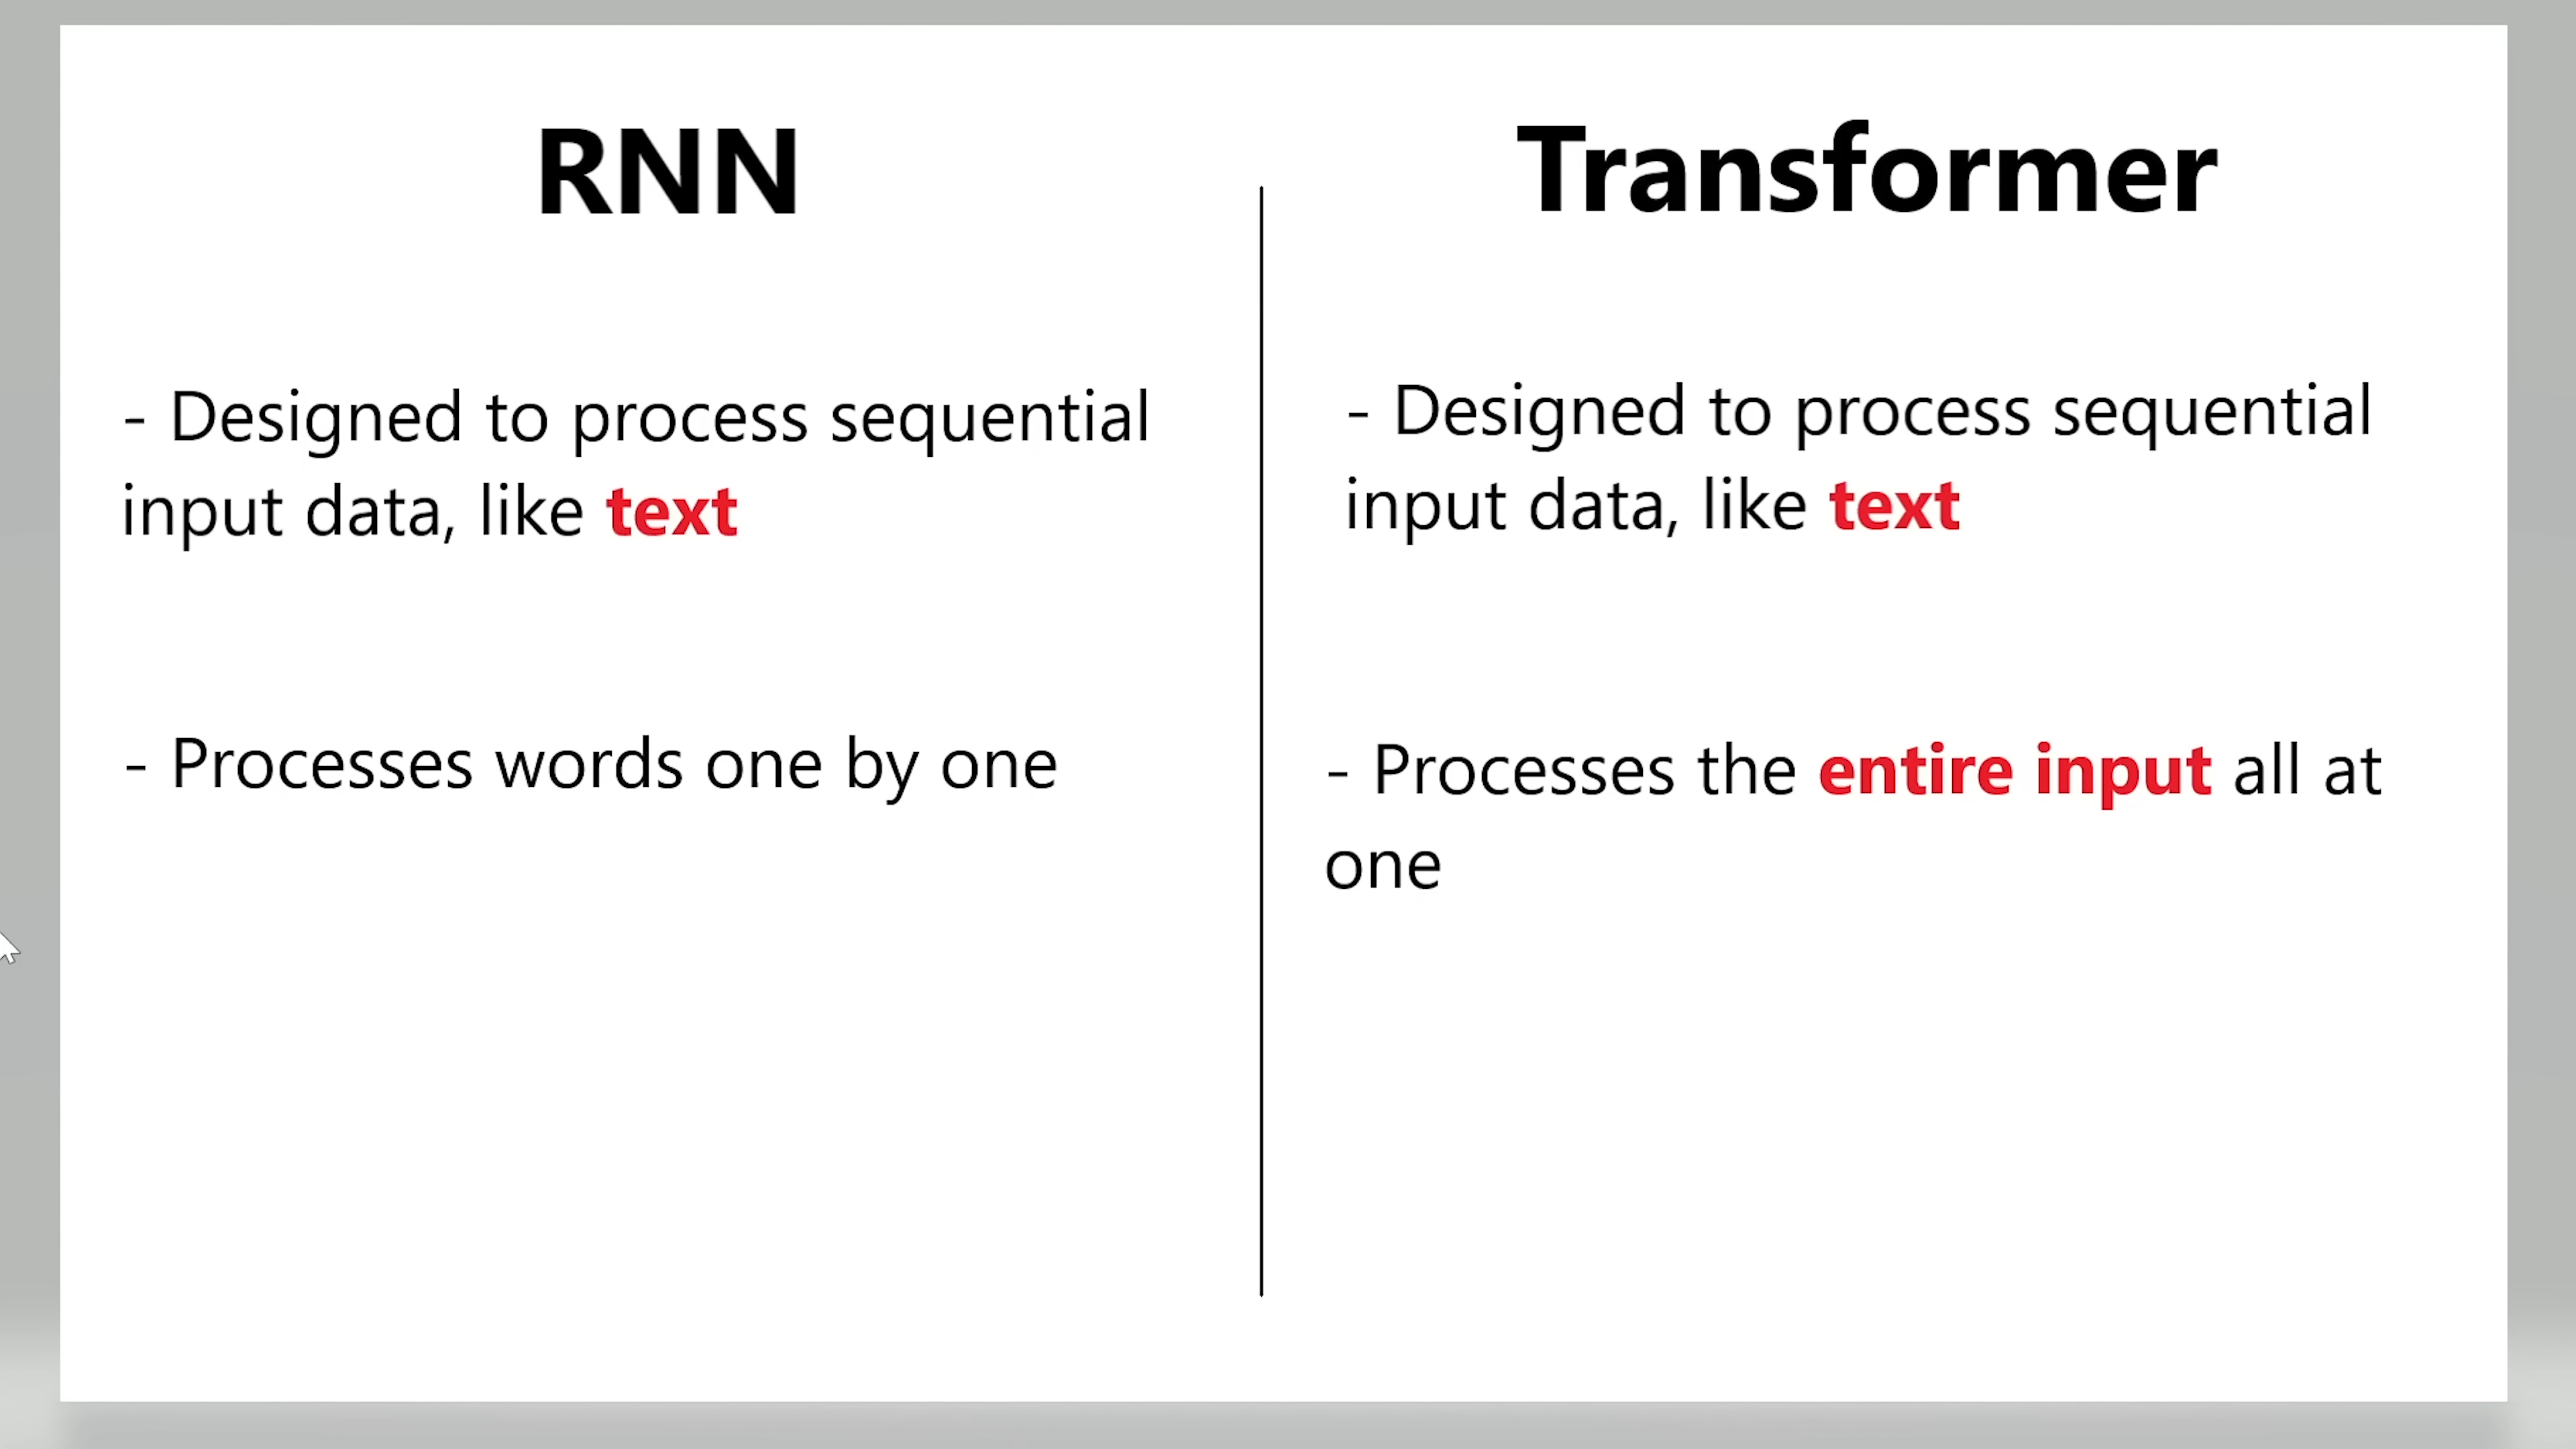 RNN
- Designed to process sequential
input data, like text
- Processes words one by one
Transformer
- Designed to process sequential
input data, like text
- Processes the entire input all at
one